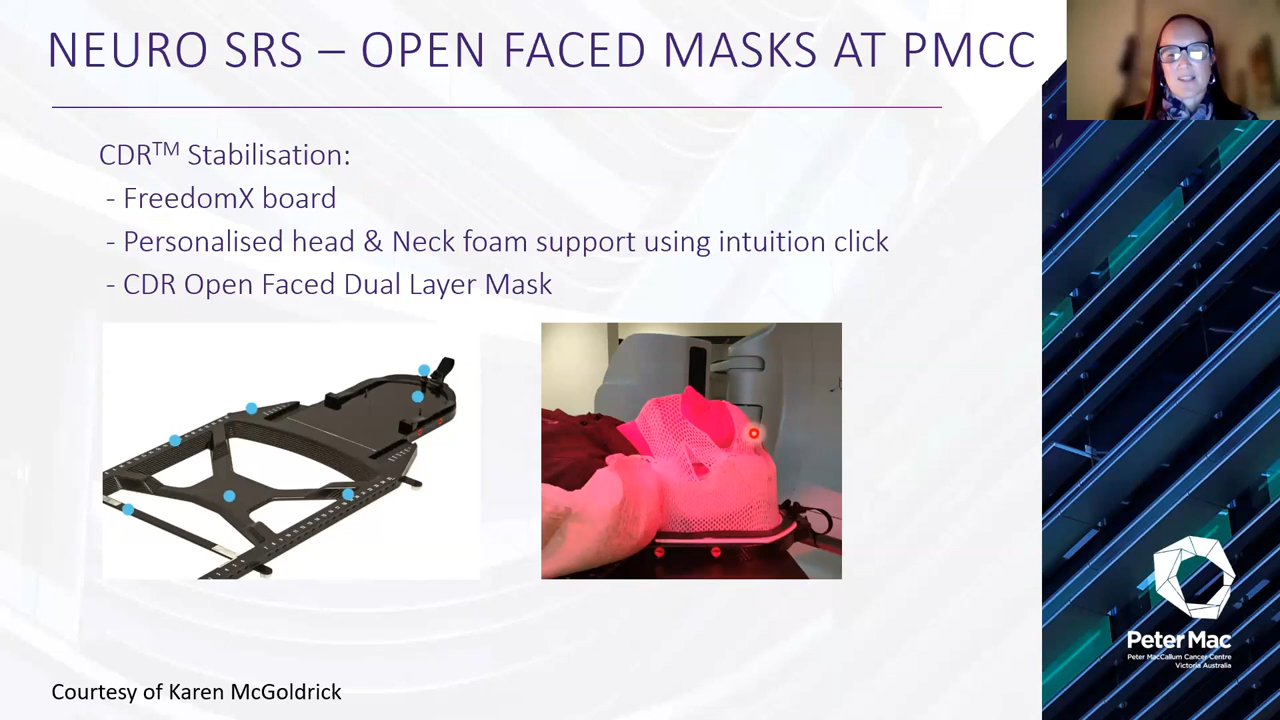 NEURO SRS – OPEN FACED MASKS AT PMCC
CDR™ Stabilisation:
- FreedomX board
- Personalised head & Neck foam support using intuition click
- CDR Open Faced Dual Layer Mask
Peter Mac
Peter MacCallum Cancer Centre
Victoria Australia
Courtesy of Karen McGoldrick